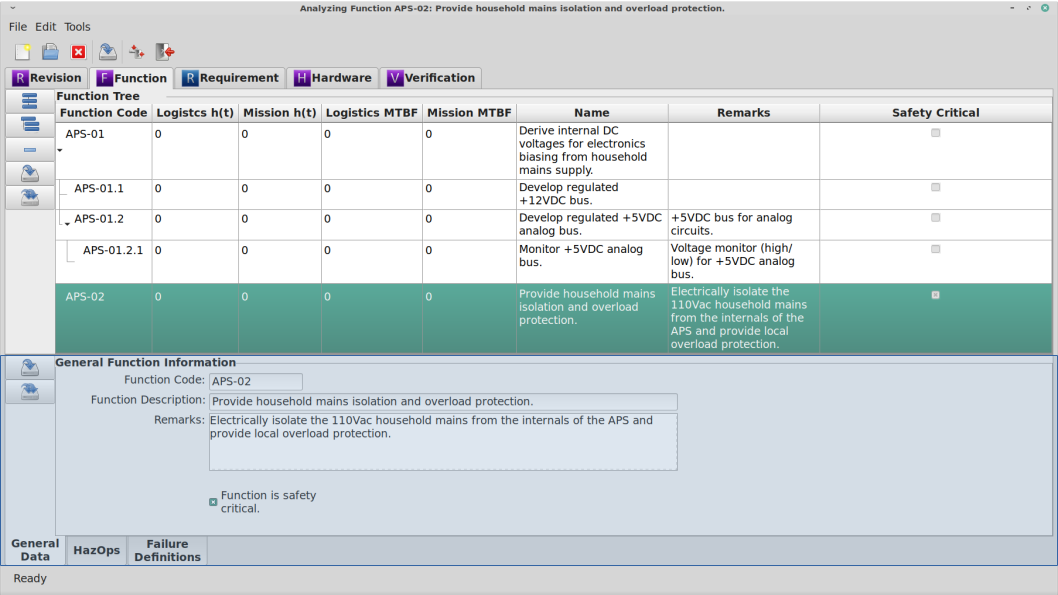 Analyzing Function APS-02: Provide household mains isolation and overload protection.
File Edit Tools
R Revision F Function R Requirement H Hardware V Verification
Function Tree
Function Code Logistcs h(t) Mission h(t) Logistics MTBF Mission MTBF Name Remarks Safety Critical
APS-01 0 0 0 0 Derive internal DC
voltages for electronics
biasing from household
mains supply.
APS-01.1 0 0 0 0 Develop regulated
+12VDC bus.
APS-01.2 0 0 0 0 Develop regulated +5VDC +5VDC bus for analog
analog bus. circuits.
APS-01.2.1 0 0 0 0 Monitor +5VDC analog Voltage monitor (high/
bus. low) for +5VDC analog
bus.
APS-02 0 0 0 0 Provide household mains Electrically isolate the
isolation and overload 110Vac household mains
protection. from the internals of the
APS and provide local
overload protection.
General Function Information
Function Code: APS-02
Function Description: Provide household mains isolation and overload protection.
Remarks: Electrically isolate the 110Vac household mains from the internals of the APS and
provide local overload protection.
Function is safety
critical.
General HazOps Failure
Data Definitions
Ready